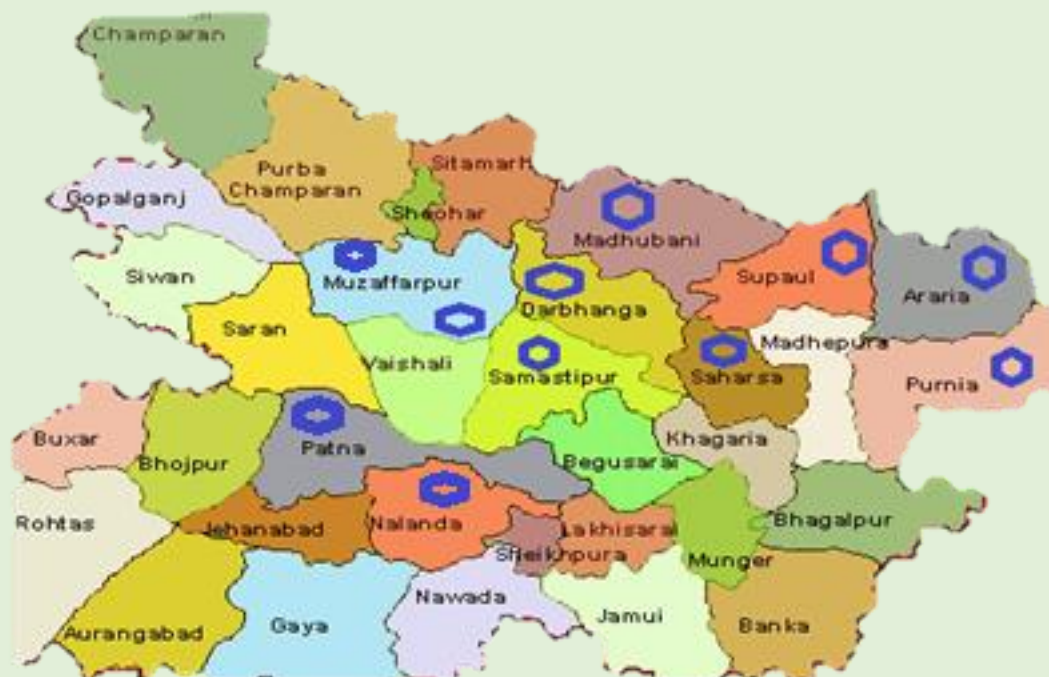 Champaran
Sitamarh
Purba
Champaran
Gopalganj
Sheohar
Madhubani
Siwan
Muzaffarpur
Supaul
Araria
Darbhanga
Saran
Madhepura
Vaishali
Samastipur
Saharsa
Purnia
Buxar
Patna
Khagaria
Bhojpur
Begusarai
Rohtas
Jehanabad
Nalanda
Lakhisarai
Bhagalpur
Sheikhpura
Munger
Nawada
Jamui
Aurangabad
Gaya
Banka